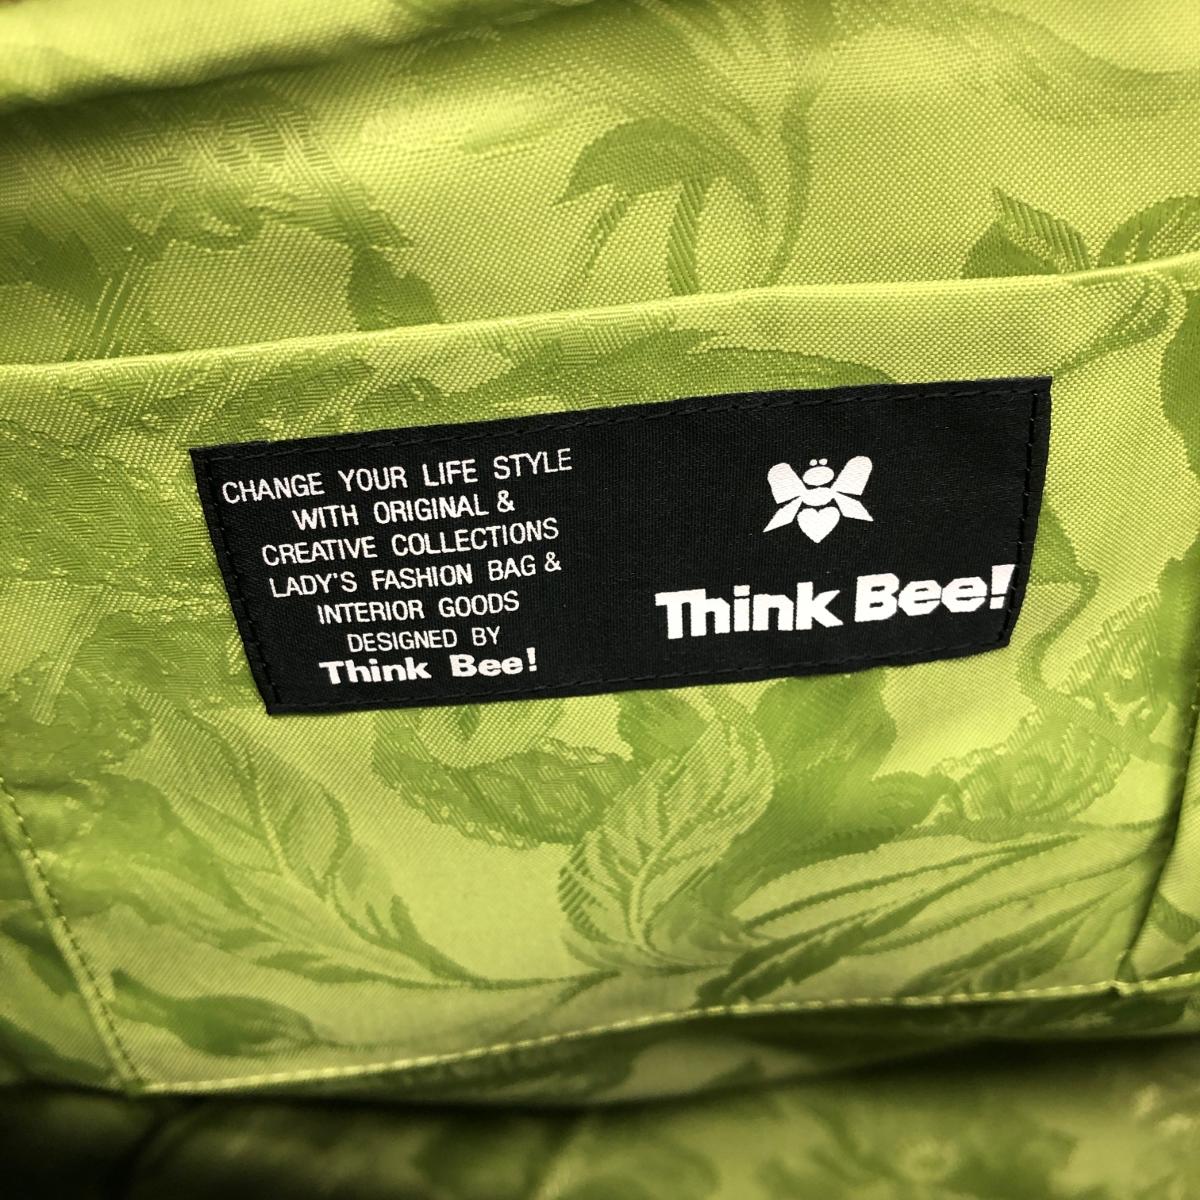 CHANGE YOUR LIFE STYLE
WITH ORIGINAL &
CREATIVE COLLECTIONS
LADY'S FASHION BAG &
INTERIOR GOODS
DESIGNED BY
Think Bee!
Think Bee!